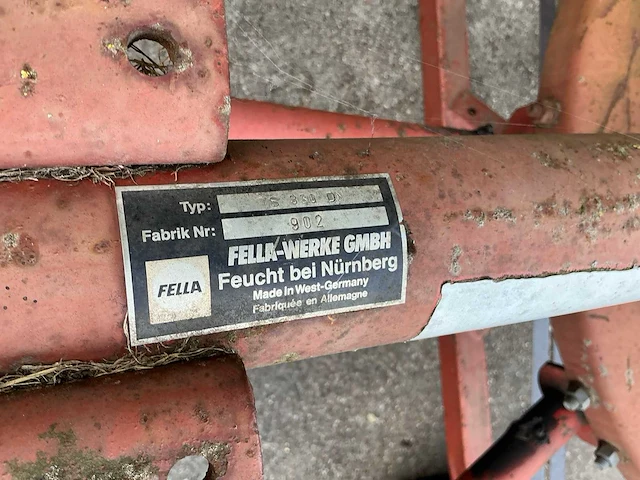 Typ:
Fabrik Nr: 902
FELLA-WERKE GMBH
FELLA
Feucht bei Nürnberg
Made in West-Germany
Fabriquée en Allemagne